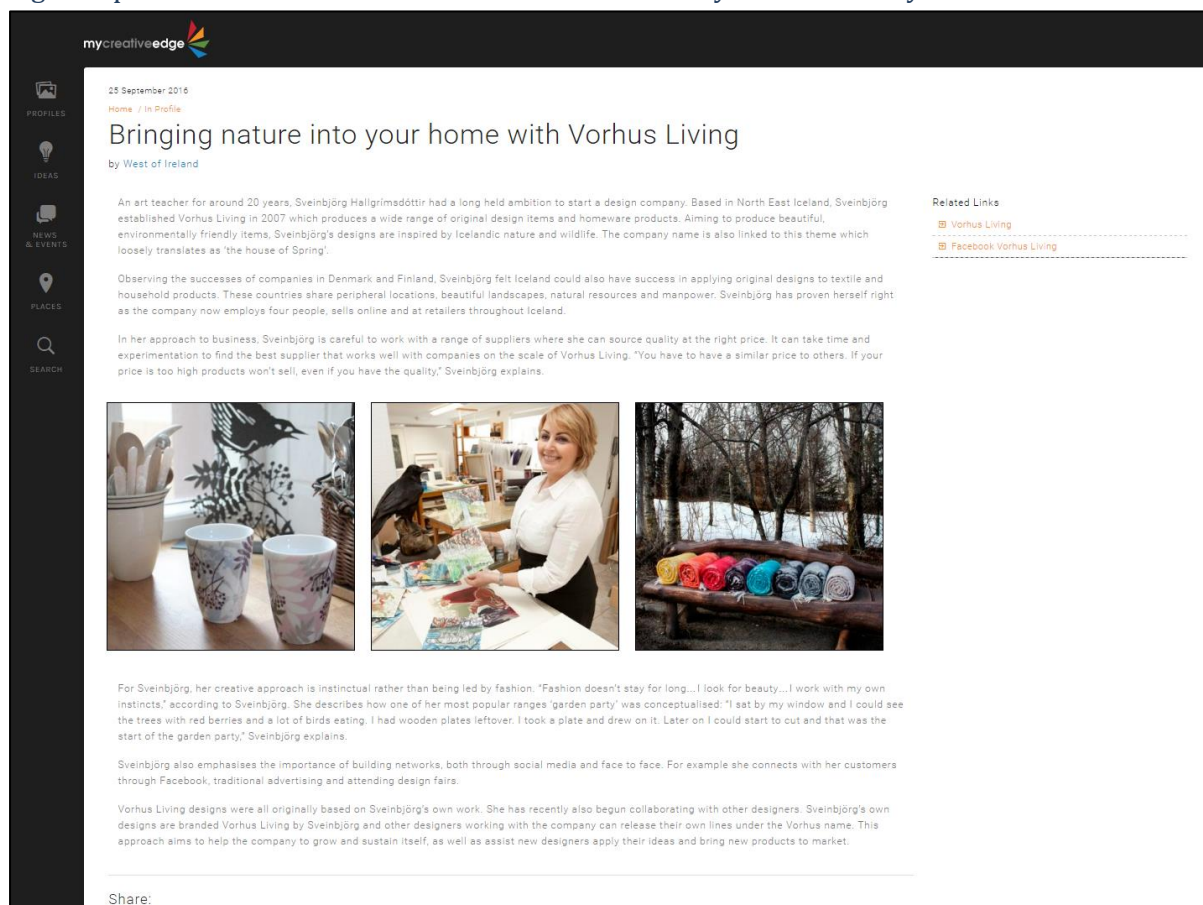 mycreativeedge
PROFILES
IDEAS
NEWS
& EVENTS
PLACES
SEARCH
25 September 2016
Home / In Profile
Bringing nature into your home with Vorhus Living
by West of Ireland
An art teacher for around 20 years, Sveinbjörg Hallgrímsdóttir had a long held ambition to start a design company. Based in North East Iceland, Sveinbjörg
established Vorhus Living in 2007 which produces a wide range of original design items and homeware products. Aiming to produce beautiful,
environmentally friendly items, Sveinbjörg's designs are inspired by Icelandic nature and wildlife. The company name is also linked to this theme which
loosely translates as 'the house of Spring'.
Observing the successes of companies in Denmark and Finland, Sveinbjörg felt Iceland could also have success in applying original designs to textile and
household products. These countries share peripheral locations, beautiful landscapes, natural resources and manpower. Sveinbjörg has proven herself right
as the company now employs four people, sells online and at retailers throughout Iceland.
In her approach to business, Sveinbjörg is careful to work with a range of suppliers where she can source quality at the right price. It can take time and
experimentation to find the best supplier that works well with companies on the scale of Vorhus Living. "You have to have a similar price to others. If your
price is too high products won't sell, even if you have the quality," Sveinbjörg explains.
Related Links
Vorhus Living
Facebook Vorhus Living
For Sveinbjörg, her creative approach is instinctual rather than being led by fashion. "Fashion doesn't stay for long...I look for beauty...I work with my own
instincts," according to Sveinbjörg. She describes how one of her most popular ranges 'garden party' was conceptualised: "I sat by my window and I could see
the trees with red berries and a lot of birds eating. I had wooden plates leftover. I took a plate and drew on it. Later on I could start to cut and that was the
start of the garden party," Sveinbjörg explains.
Sveinbjörg also emphasises the importance of building networks, both through social media and face to face. For example she connects with her customers
through Facebook, traditional advertising and attending design fairs.
Vorhus Living designs were all originally based on Sveinbjörg's own work. She has recently also begun collaborating with other designers. Sveinbjörg's own
designs are branded Vorhus Living by Sveinbjörg and other designers working with the company can release their own lines under the Vorhus name. This
approach aims to help the company to grow and sustain itself, as well as assist new designers apply their ideas and bring new products to market.
Share: